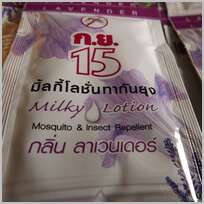 LAVENDER
ก.ย.
15
มิ้ลกี้โลชั่นทากันยุง
Milky Lotion
Mosquito & Insect Repellent
กลิ่น ลาเวนเดอร์